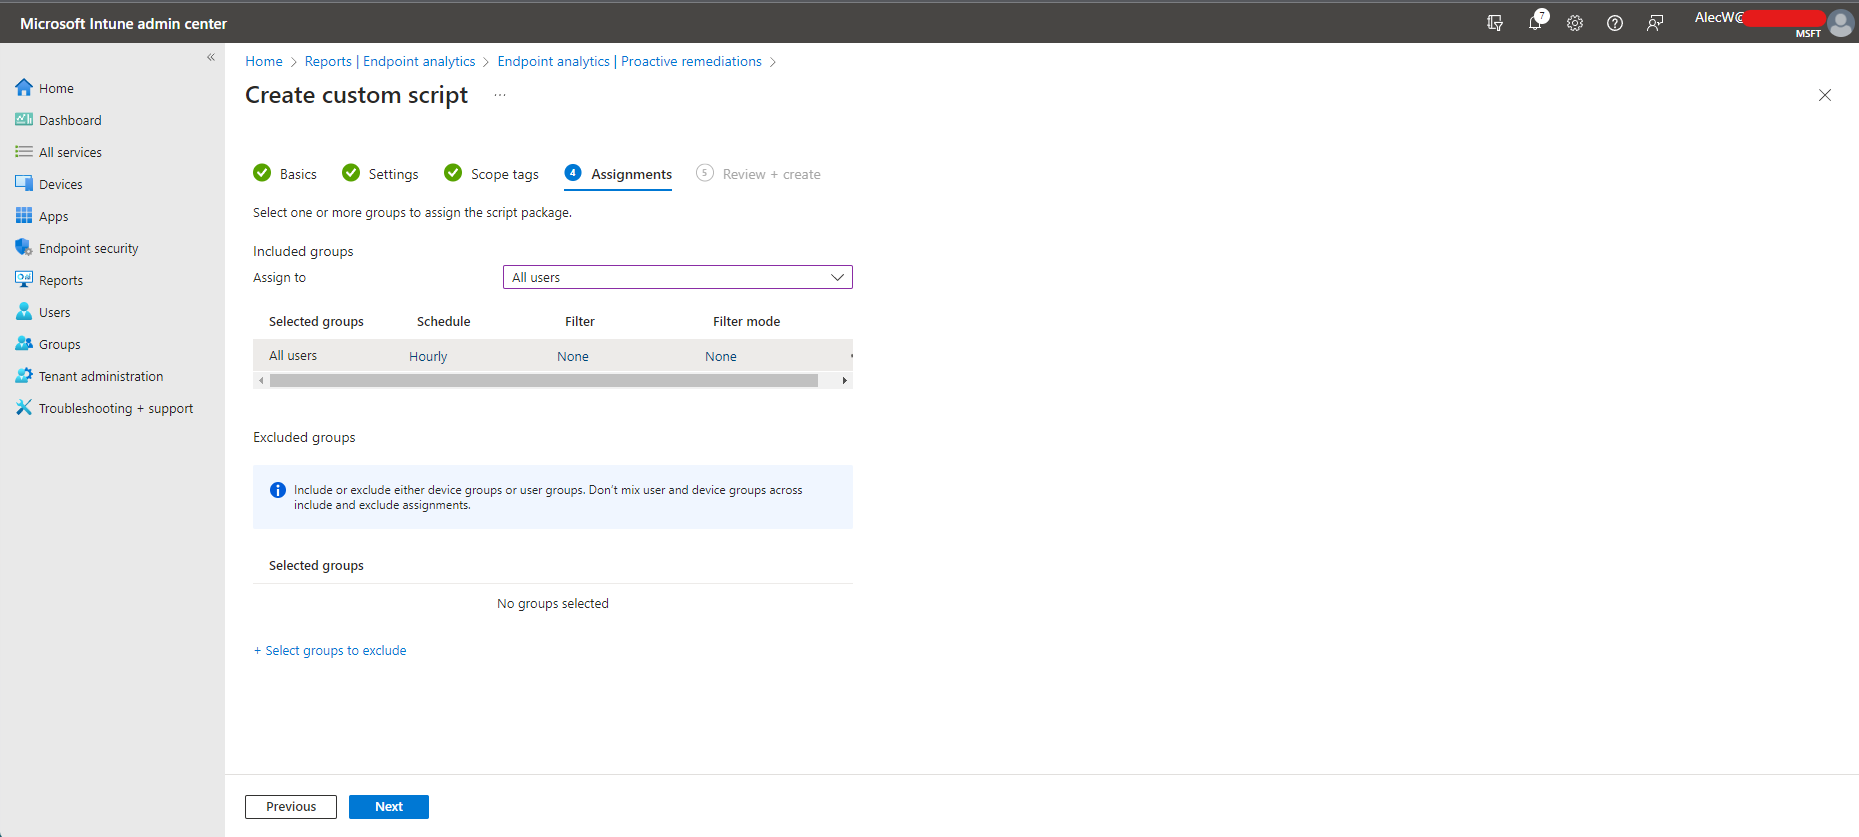 Microsoft Intune admin center
7
AlecW@
MSFT
«
Home
Dashboard
All services
Devices
Apps
Endpoint security
Reports
Users
Groups
Tenant administration
Troubleshooting + support
Home > Reports | Endpoint analytics > Endpoint analytics | Proactive remediations >
Create custom script ...
Basics Settings Scope tags 4 Assignments 5 Review + create
Select one or more groups to assign the script package.
Included groups
Assign to All users
Selected groups Schedule Filter Filter mode
All users Hourly None None
Excluded groups
Include or exclude either device groups or user groups. Don't mix user and device groups across
include and exclude assignments.
Selected groups
No groups selected
+ Select groups to exclude
Previous Next